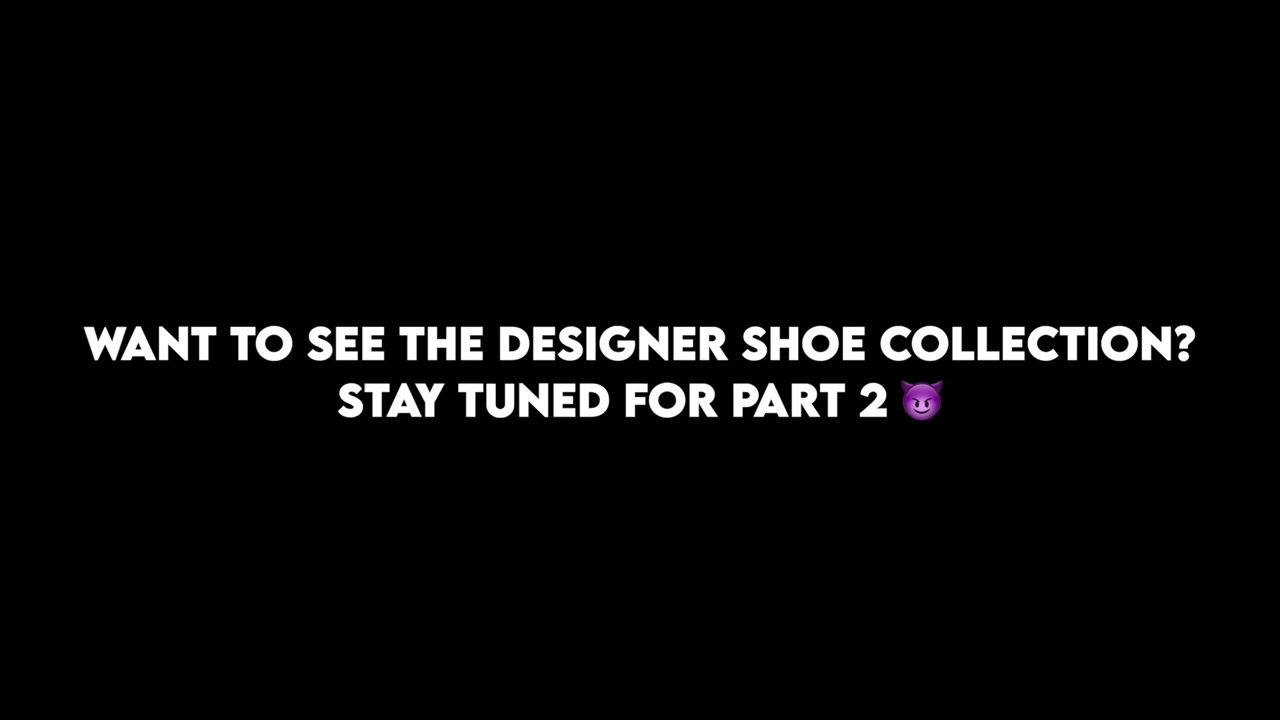 WANT TO SEE THE DESIGNER SHOE COLLECTION?
STAY TUNED FOR PART 2 😈